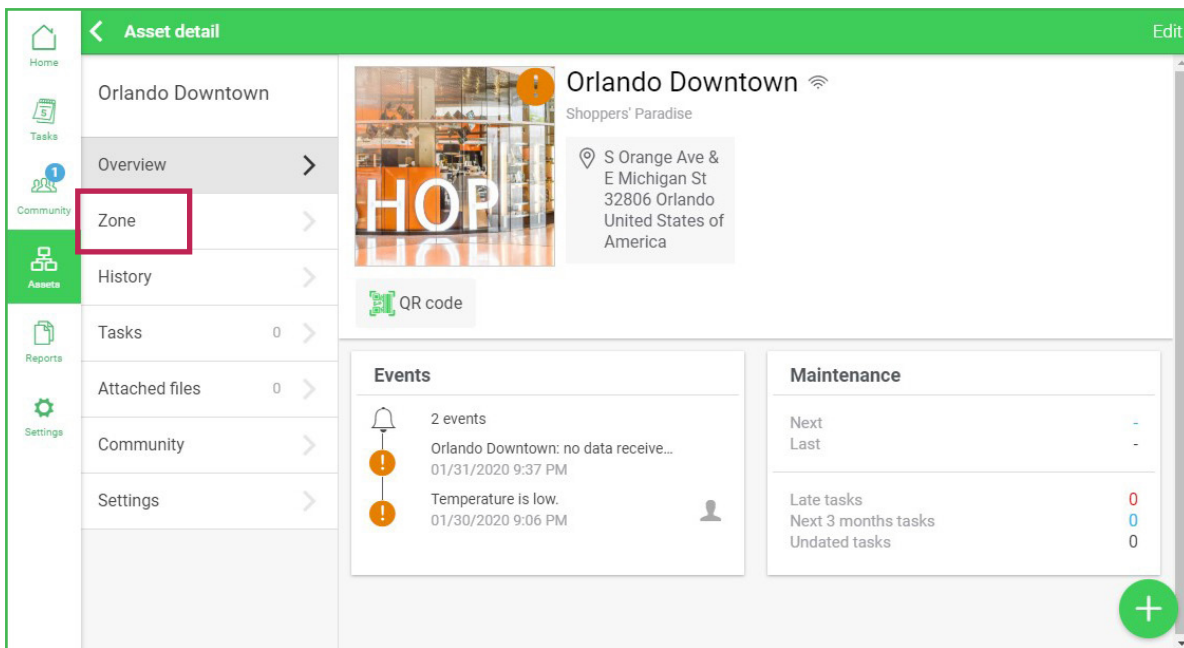 Asset detail
Edit
Home
5
Tasks
1
Community
Assets
Reports
Settings
Orlando Downtown
Overview
Zone
History
Tasks 0
Attached files 0
Community
Settings
HOP
Orlando Downtown
Shoppers' Paradise
S Orange Ave &
E Michigan St
32806 Orlando
United States of
America
QR code
Events
2 events
Orlando Downtown: no data receive...
01/31/2020 9:37 PM
Temperature is low.
01/30/2020 9:06 PM
Maintenance
Next -
Last -
Late tasks 0
Next 3 months tasks 0
Undated tasks 0